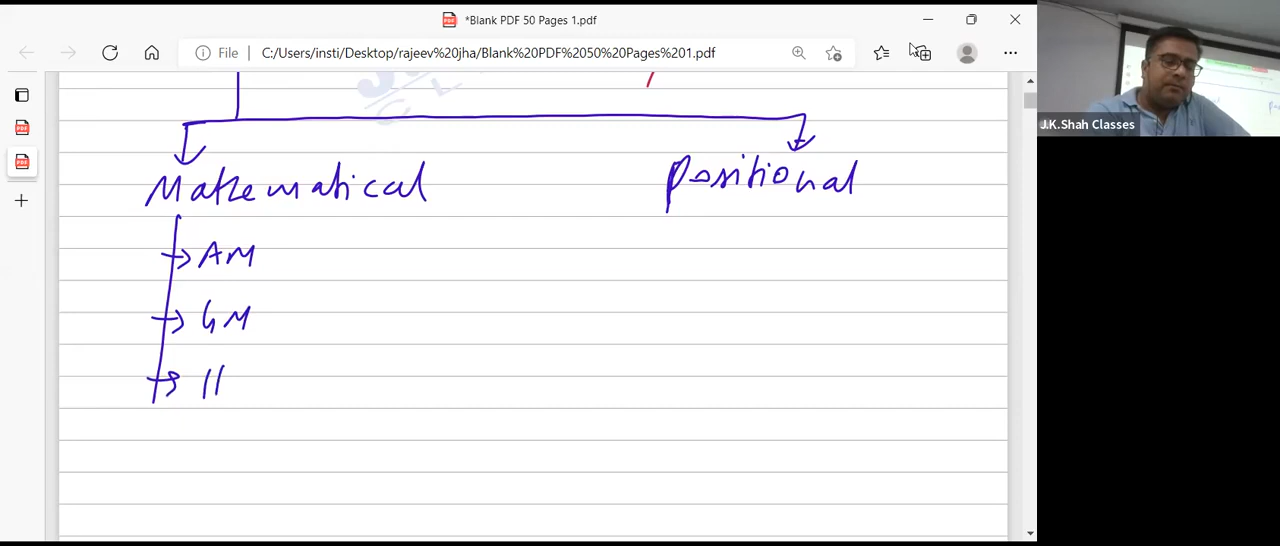 *Blank PDF 50 Pages 1.pdf
File C:/Users/insti/Desktop/rajeev%20jha/Blank%20PDF%2050%20Pages%201.pdf
J.K.Shah Classes
Mathematical Positional
AM
GM